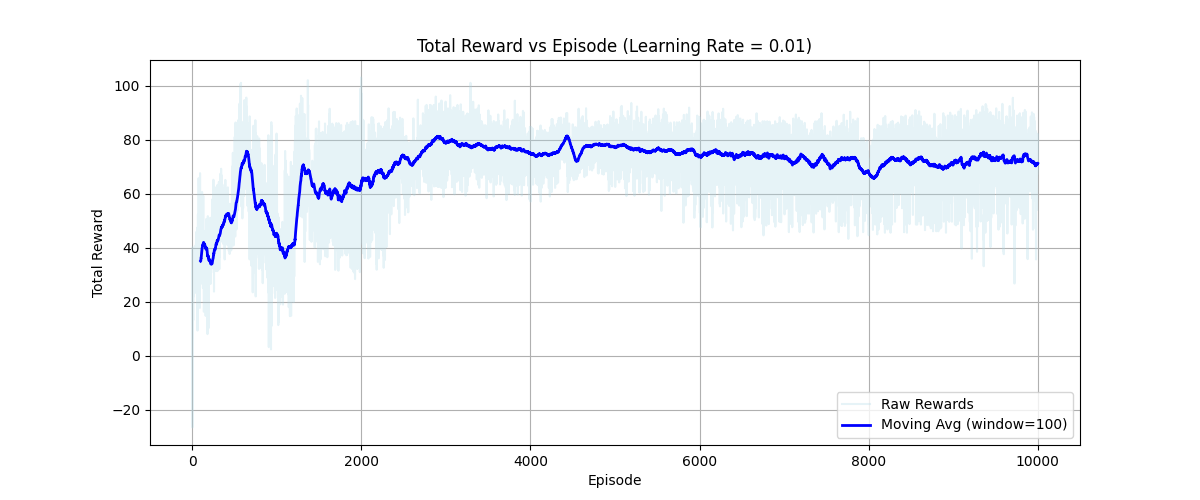 Total Reward vs Episode (Learning Rate = 0.01)
Total Reward
100
80
60
40
20
0
−20
0
2000
4000
6000
8000
10000
Episode
Raw Rewards
Moving Avg (window=100)